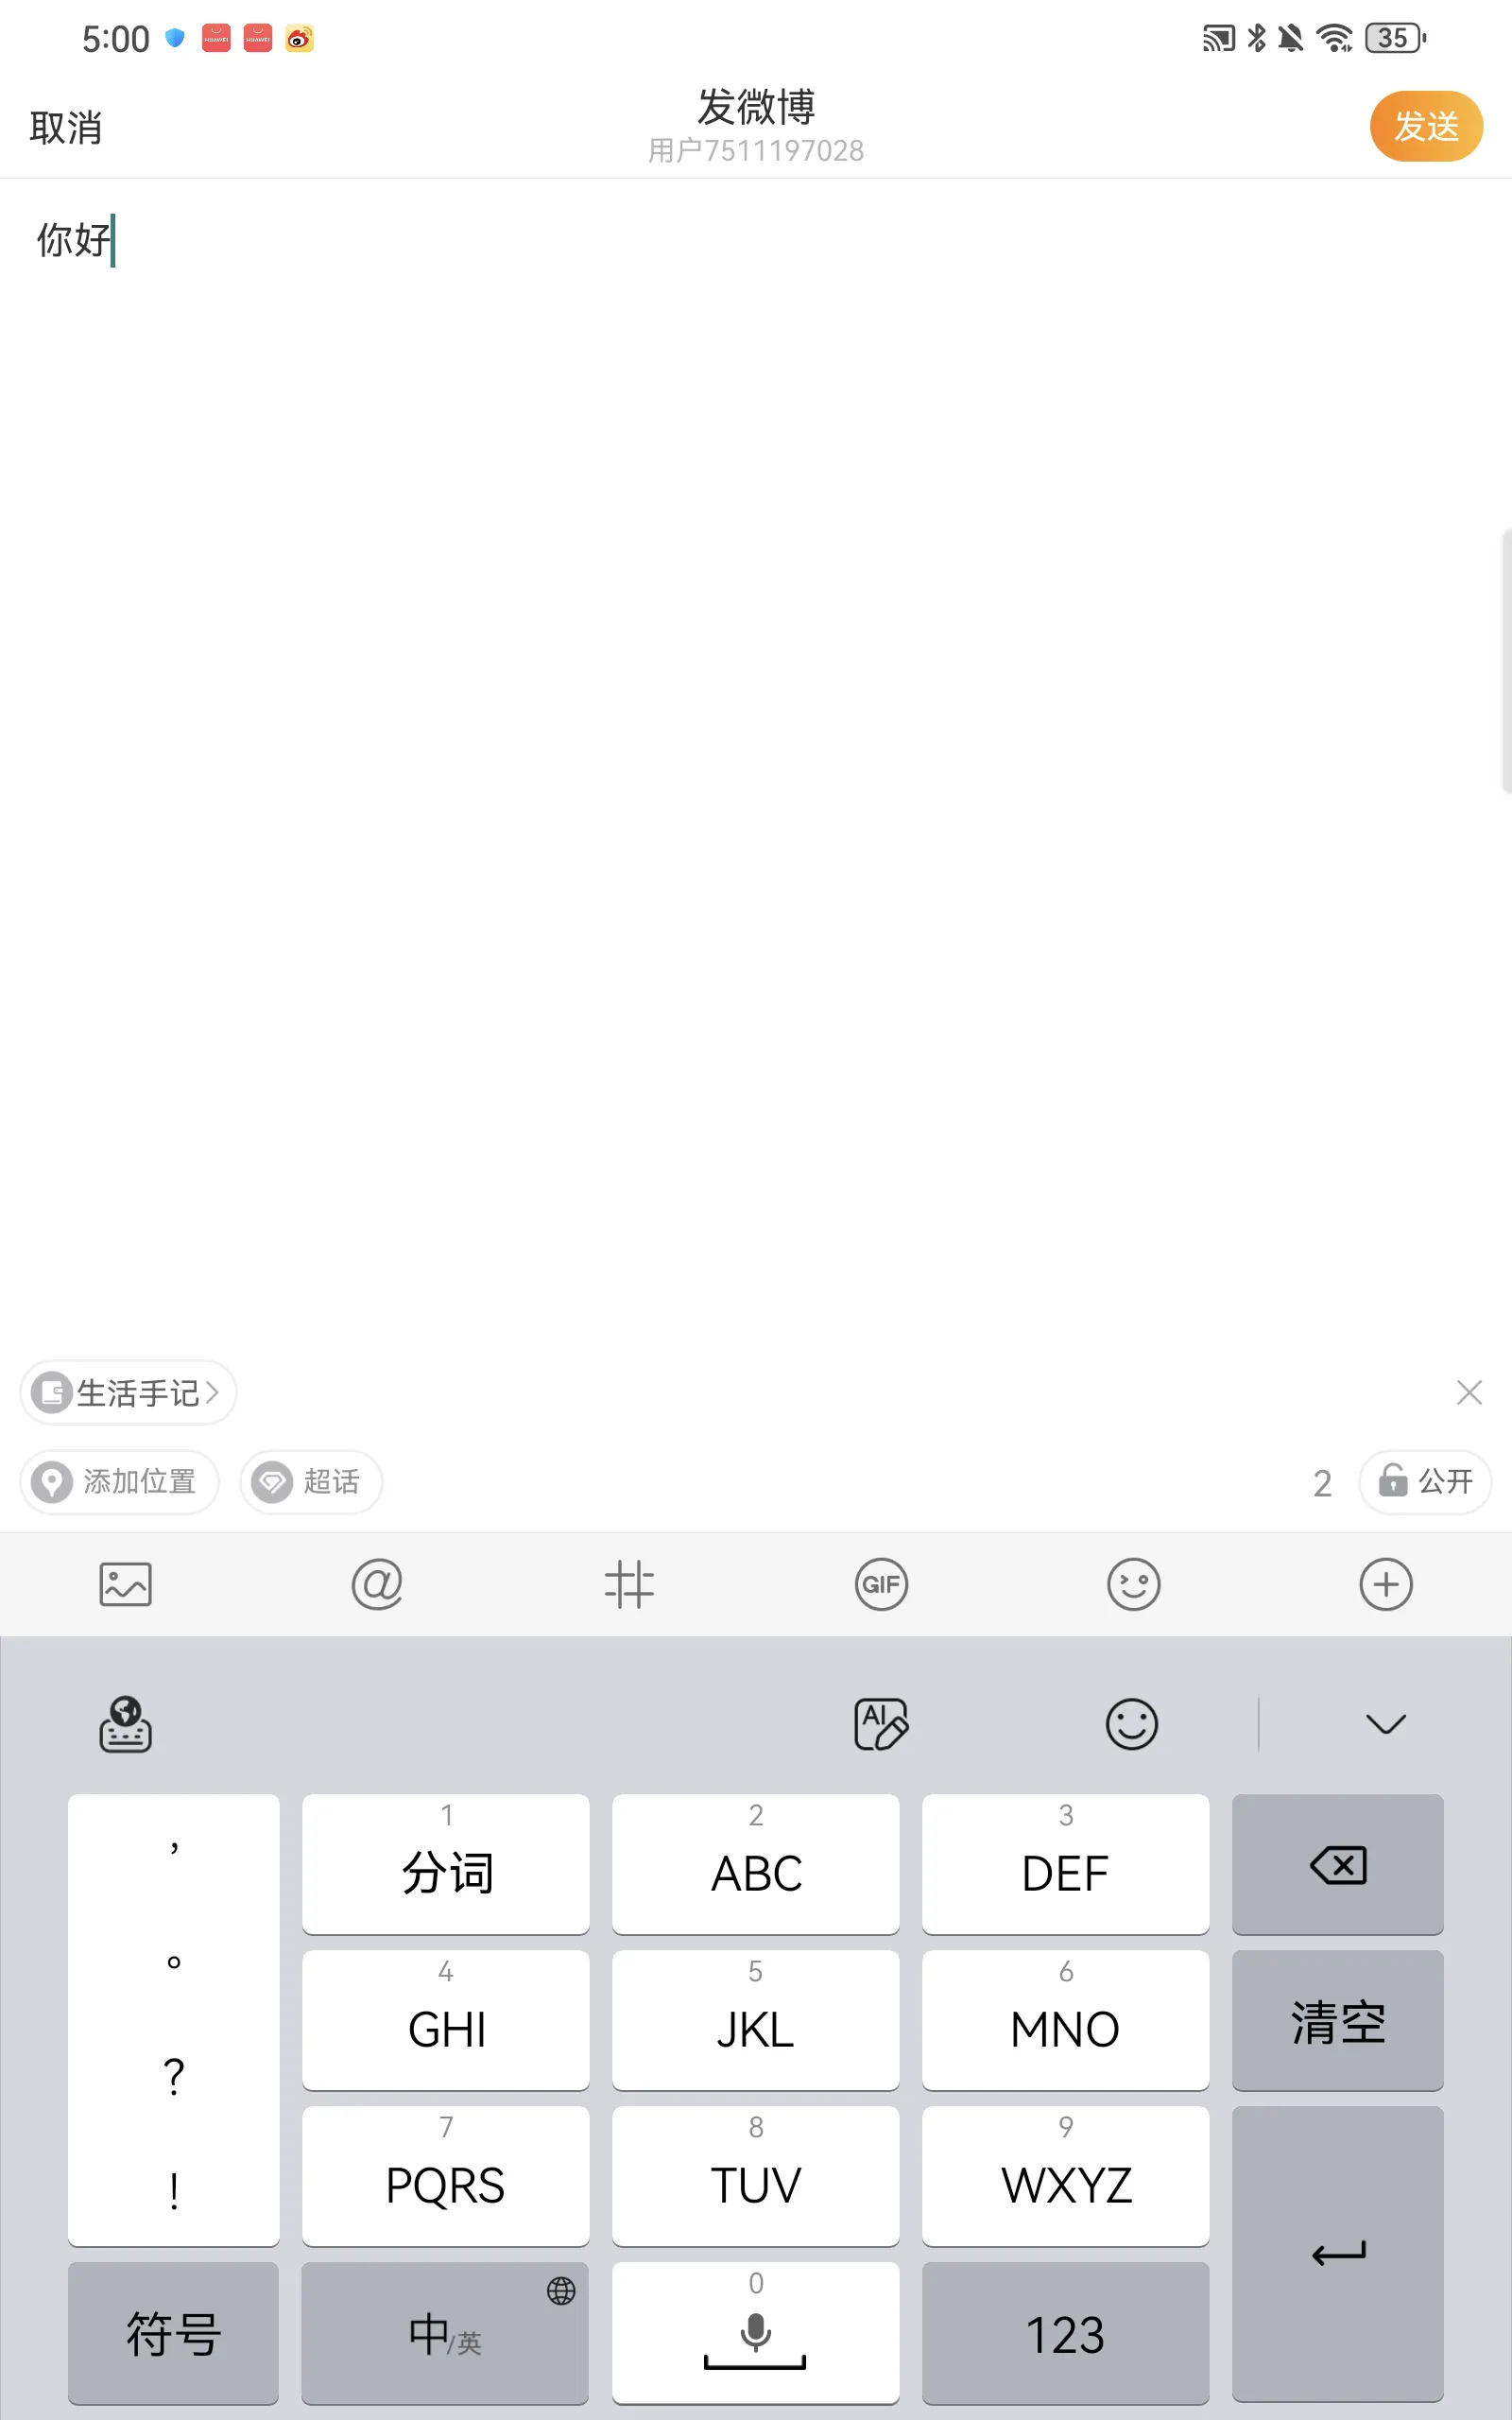 5:00 HUAWEI HUAWEI 35
取消 发微博 发送
用户7511197028
你好
生活手记
添加位置 超话 2 公开
@ GIF
AI
， 1 2 3
分词 ABC DEF
。 4 5 6
GHI JKL MNO 清空
？ 7 8 9
！ PQRS TUV WXYZ
0
符号 中/英 123